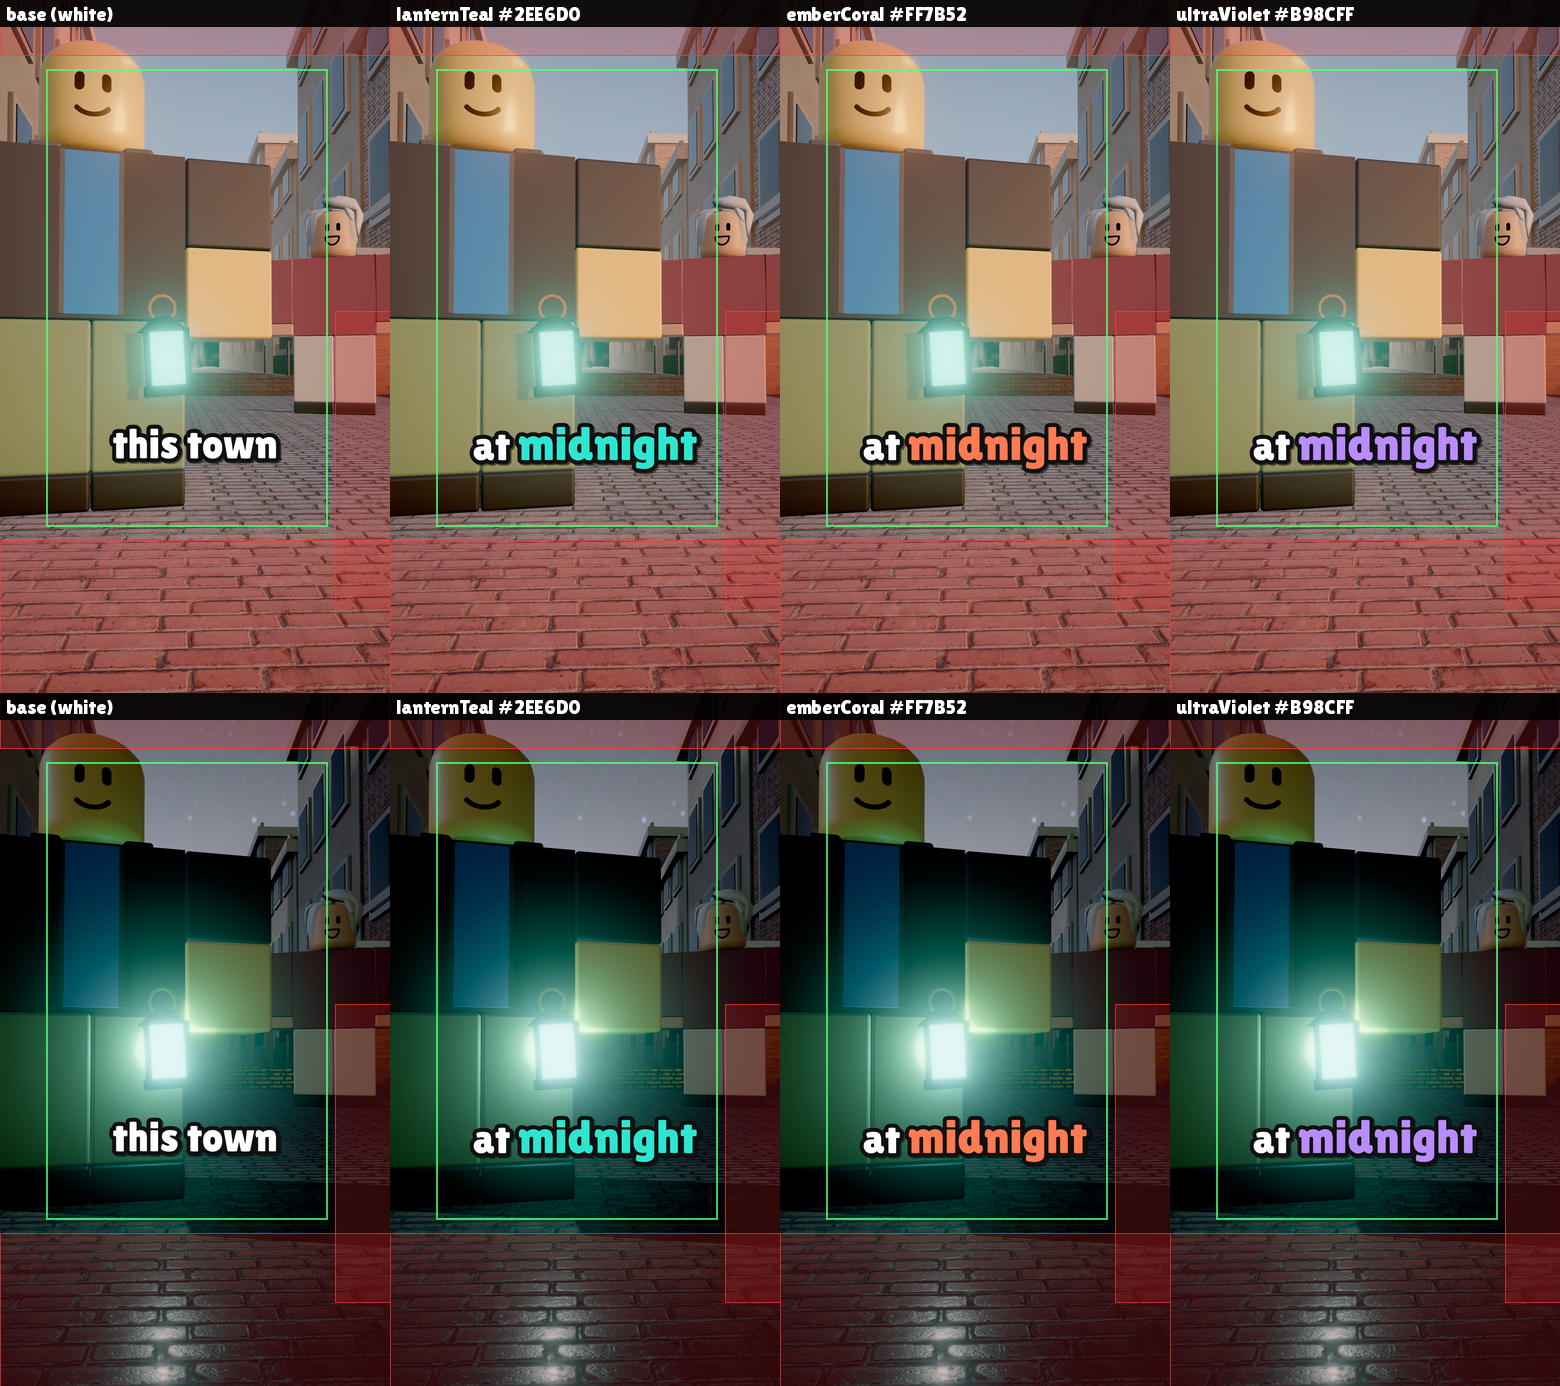 base (white)
lanternTeal #2EE6D0
emberCoral #FF7B52
ultraViolet #B98CFF
this town
at midnight
at midnight
at midnight
base (white)
lanternTeal #2EE6D0
emberCoral #FF7B52
ultraViolet #B98CFF
this town
at midnight
at midnight
at midnight